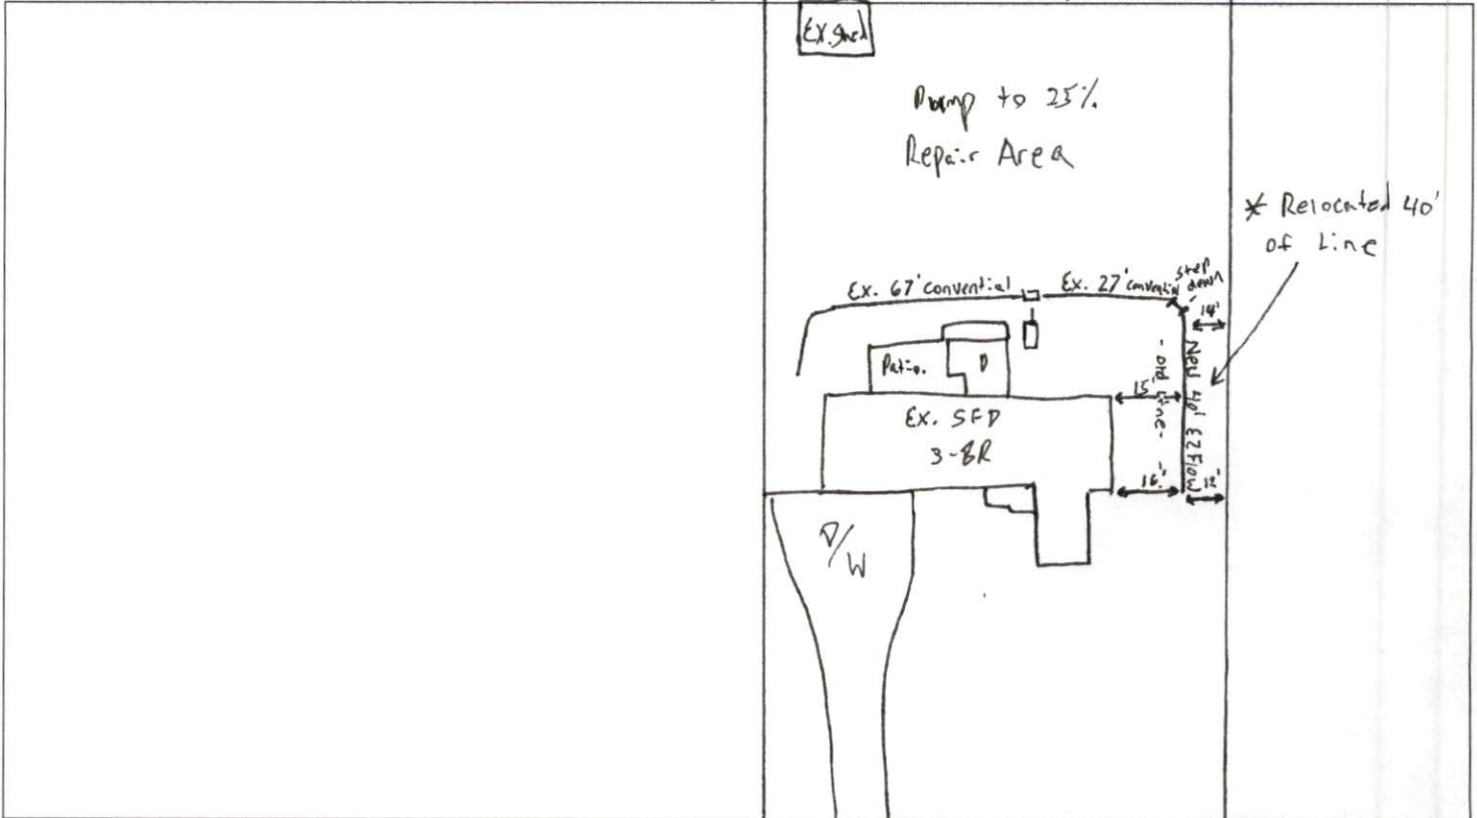 Ex. Shed
Pump to 25%
Repair Area
* Relocated 40'
of Line
Ex. 67' convential
Ex. 27' convential
step
down
14'
Patio
D
15'
- old line -
New 40' EZ Flow
Ex. SFD
3-BR
16'
12'
D/W